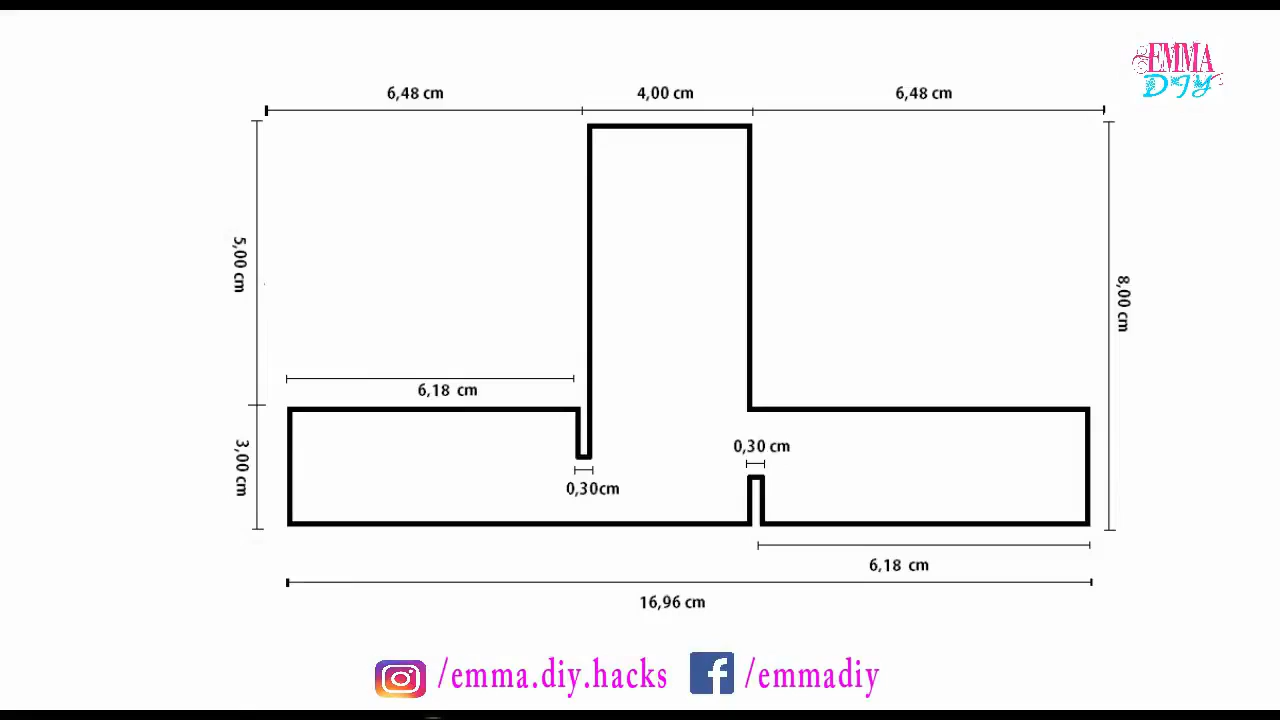 EMMA
DIY
6,48 cm
4,00 cm
6,48 cm
5,00 cm
8,00 cm
6,18 cm
3,00 cm
0,30 cm
0,30cm
6,18 cm
16,96 cm
/emma.diy.hacks
/emmadiy